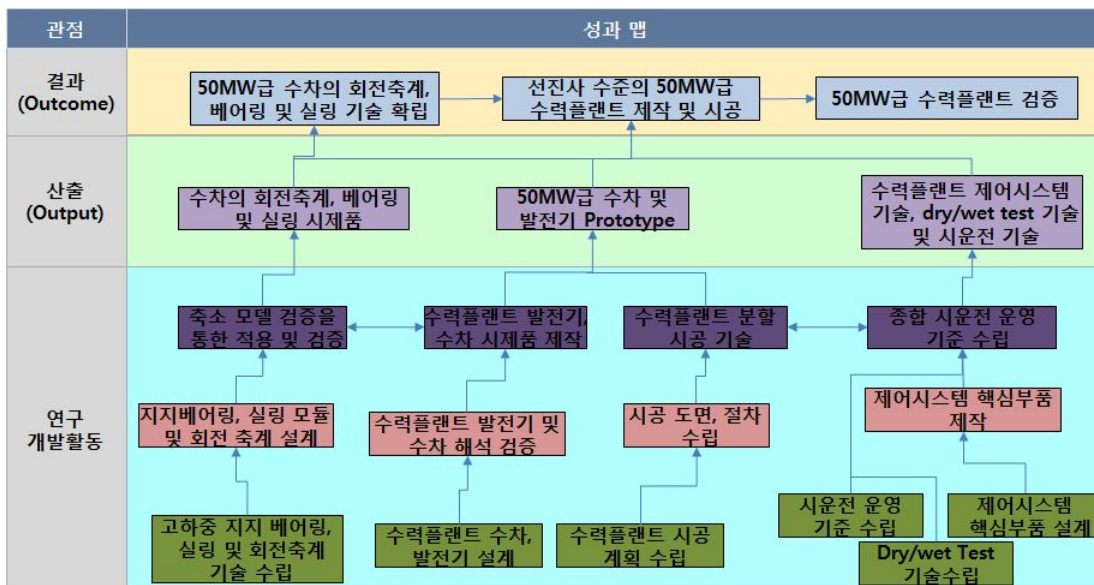 관점
성과 맵
결과
(Outcome)
50MW급 수차의 회전축계,
베어링 및 실링 기술 확립
선진사 수준의 50MW급
수력플랜트 제작 및 시공
50MW급 수력플랜트 검증
산출
(Output)
수차의 회전축계, 베어링
및 실링 시제품
50MW급 수차 및
발전기 Prototype
수력플랜트 제어시스템
기술, dry/wet test 기술
및 시운전 기술
연구
개발활동
축소 모델 검증을
통한 적용 및 검증
수력플랜트 발전기,
수차 시제품 제작
수력플랜트 분할
시공 기술
종합 시운전 운영
기준 수립
지지베어링, 실링 모듈
및 회전 축계 설계
수력플랜트 발전기 및
수차 해석 검증
시공 도면, 절차
수립
제어시스템 핵심부품
제작
고하중 지지 베어링,
실링 및 회전축계
기술 수립
수력플랜트 수차,
발전기 설계
수력플랜트 시공
계획 수립
시운전 운영
기준 수립
제어시스템
핵심부품 설계
Dry/wet Test
기술수립